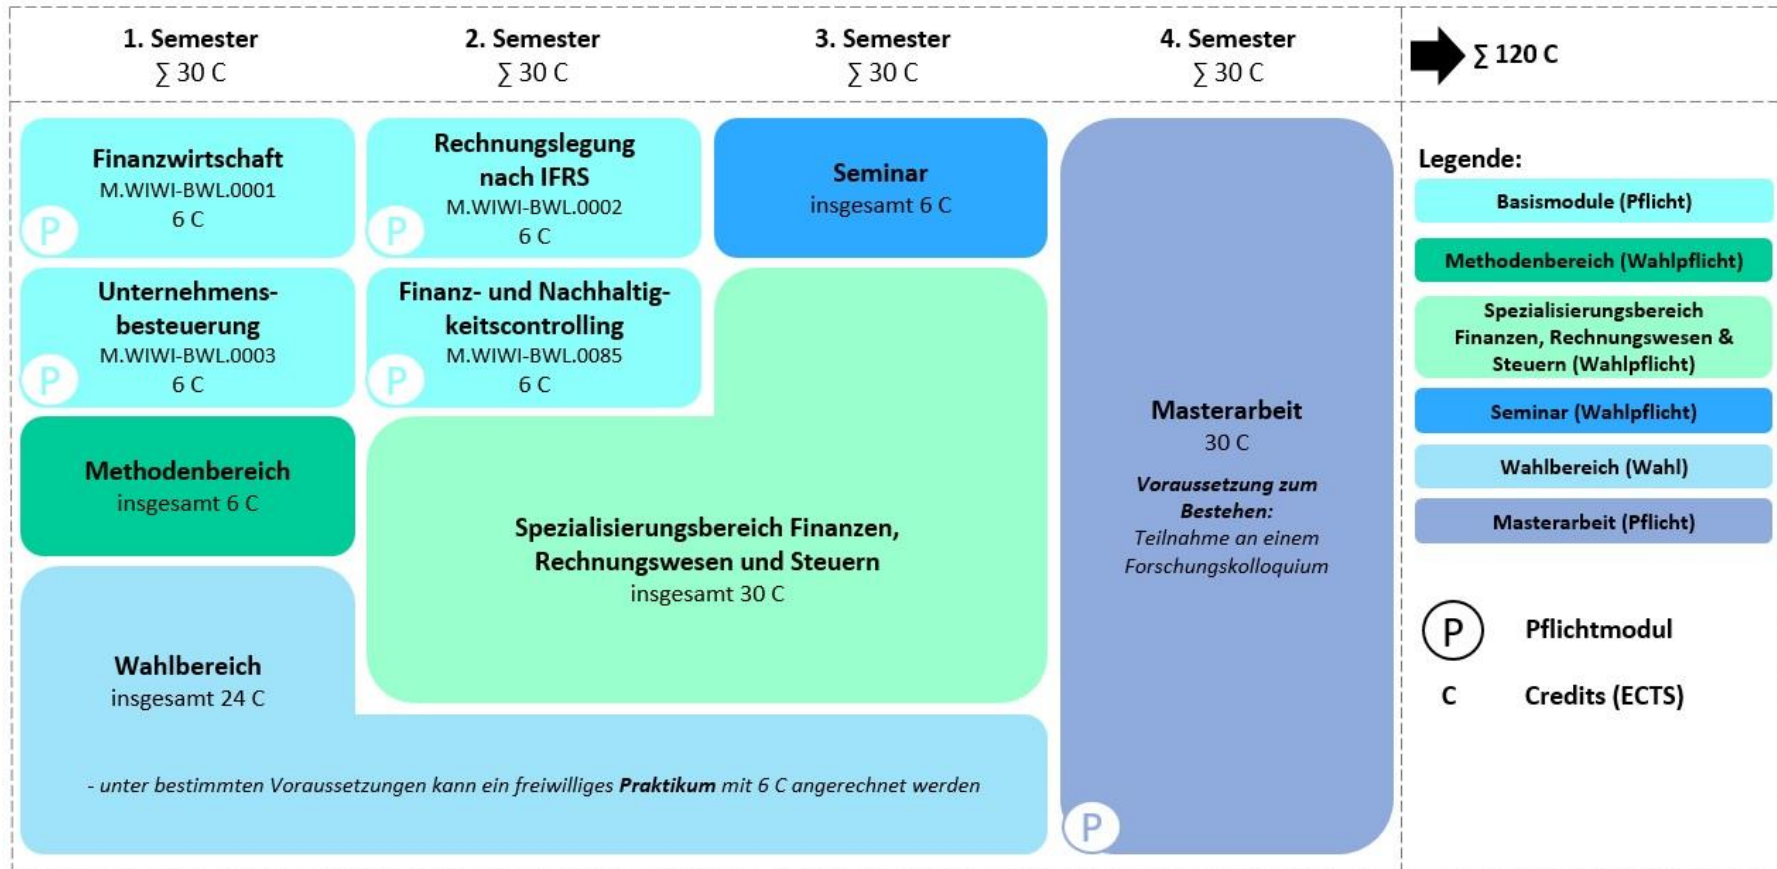 1. Semester
∑ 30 C
2. Semester
∑ 30 C
3. Semester
∑ 30 C
4. Semester
∑ 30 C
∑ 120 C
Finanzwirtschaft
M.WIWI-BWL.0001
6 C
P
Rechnungslegung
nach IFRS
M.WIWI-BWL.0002
6 C
P
Seminar
insgesamt 6 C
Unternehmens-
besteuerung
M.WIWI-BWL.0003
6 C
P
Finanz- und Nachhaltig-
keitscontrolling
M.WIWI-BWL.0085
6 C
P
Methodenbereich
insgesamt 6 C
Spezialisierungsbereich Finanzen,
Rechnungswesen und Steuern
insgesamt 30 C
Wahlbereich
insgesamt 24 C
- unter bestimmten Voraussetzungen kann ein freiwilliges Praktikum mit 6 C angerechnet werden
Masterarbeit
30 C
Voraussetzung zum
Bestehen:
Teilnahme an einem
Forschungskolloquium
P
Legende:
Basismodule (Pflicht)
Methodenbereich (Wahlpflicht)
Spezialisierungsbereich
Finanzen, Rechnungswesen &
Steuern (Wahlpflicht)
Seminar (Wahlpflicht)
Wahlbereich (Wahl)
Masterarbeit (Pflicht)
P Pflichtmodul
C Credits (ECTS)